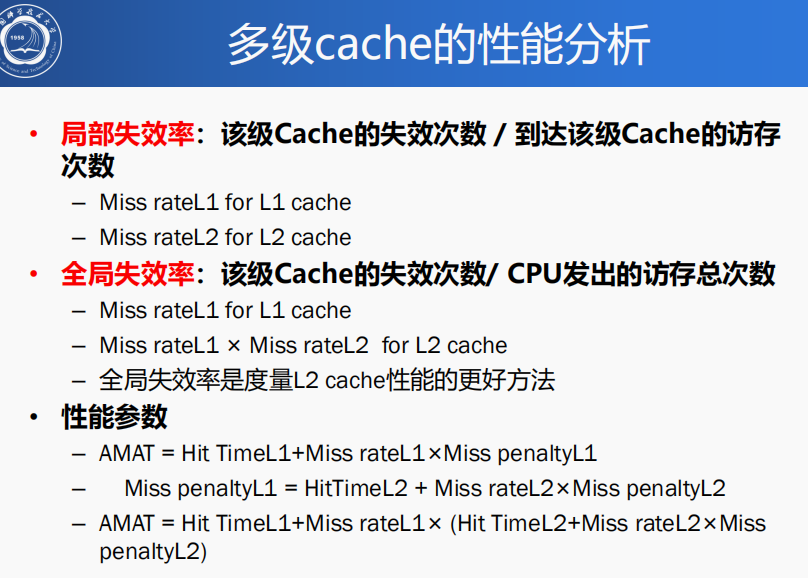 1958
多级cache的性能分析
• 局部失效率：该级Cache的失效次数 / 到达该级Cache的访存
次数
– Miss rateL1 for L1 cache
– Miss rateL2 for L2 cache
• 全局失效率：该级Cache的失效次数/ CPU发出的访存总次数
– Miss rateL1 for L1 cache
– Miss rateL1 × Miss rateL2 for L2 cache
– 全局失效率是度量L2 cache性能的更好方法
• 性能参数
– AMAT = Hit TimeL1+Miss rateL1×Miss penaltyL1
– Miss penaltyL1 = HitTimeL2 + Miss rateL2×Miss penaltyL2
– AMAT = Hit TimeL1+Miss rateL1× (Hit TimeL2+Miss rateL2×Miss
penaltyL2)